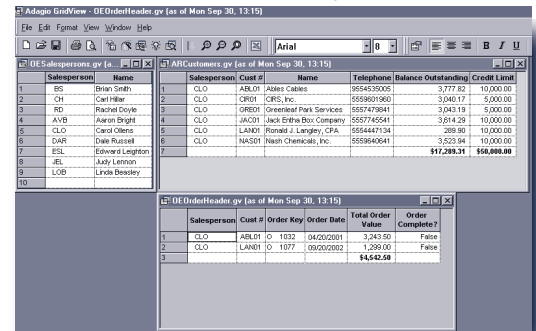 Adagio GridView - OEOrderHeader.gv (as of Mon Sep 30, 13:15)
File Edit Format View Window Help
Arial 8 B I U
OESalespersons.gv (a...
Salesperson Name
1 BS Brian Smith
2 CH Carl Hillar
3 RD Rachel Doyle
4 AVB Aaron Bright
5 CLO Carol Ollens
6 DAR Dale Russell
7 ESL Edward Leighton
8 JEL Judy Lennon
9 LOB Linda Beasley
10
ARCustomers.gv (as of Mon Sep 30, 13:15)
Salesperson Cust # Name Telephone Balance Outstanding Credit Limit
1 CLO ABL01 Ables Cables 9554535005 3,777.82 10,000.00
2 CLO CIR01 CIRS, Inc. 5559601960 3,040.17 5,000.00
3 CLO GRE01 Greenleaf Park Services 5557479841 3,043.19 5,000.00
4 CLO JAC01 Jack Entha Box Company 5557745541 3,614.29 10,000.00
5 CLO LAN01 Ronald J. Langley, CPA 5554447134 289.90 10,000.00
6 CLO NAS01 Nash Chemicals, Inc. 5559640641 3,523.94 10,000.00
7 $17,289.31 $50,000.00
OEOrderHeader.gv (as of Mon Sep 30, 13:15)
Salesperson Cust # Order Key Order Date Total Order Value Order Complete?
1 CLO ABL01 O 1032 04/20/2001 3,243.50 False
2 CLO LAN01 O 1077 09/20/2002 1,299.00 False
3 $4,542.50